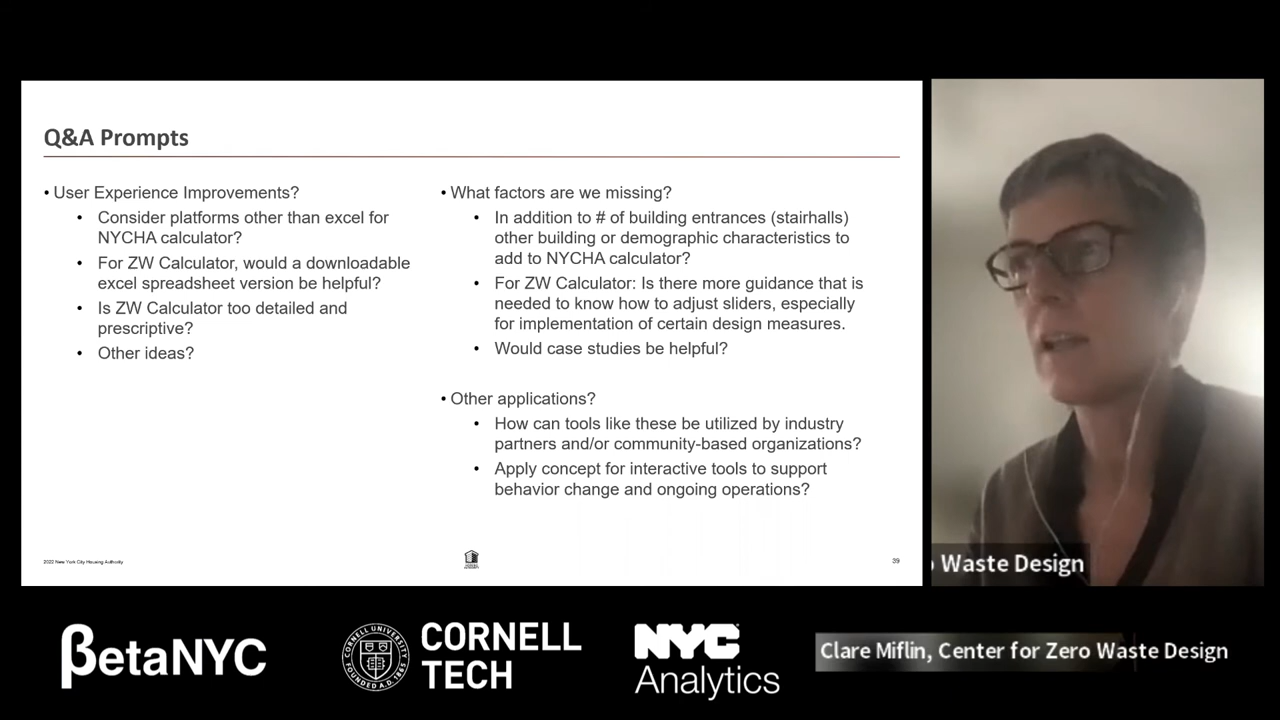 Q&A Prompts
• User Experience Improvements?
• Consider platforms other than excel for
NYCHA calculator?
• For ZW Calculator, would a downloadable
excel spreadsheet version be helpful?
• Is ZW Calculator too detailed and
prescriptive?
• Other ideas?
• What factors are we missing?
• In addition to # of building entrances (stairhalls)
other building or demographic characteristics to
add to NYCHA calculator?
• For ZW Calculator: Is there more guidance that is
needed to know how to adjust sliders, especially
for implementation of certain design measures.
• Would case studies be helpful?
• Other applications?
• How can tools like these be utilized by industry
partners and/or community-based organizations?
• Apply concept for interactive tools to support
behavior change and ongoing operations?
2022 New York City Housing Authority
39
Waste Design
βetaNYC
CORNELL UNIVERSITY
FOUNDED A.D. 1865
CORNELL
TECH
NYC
Analytics
Clare Miflin, Center for Zero Waste Design